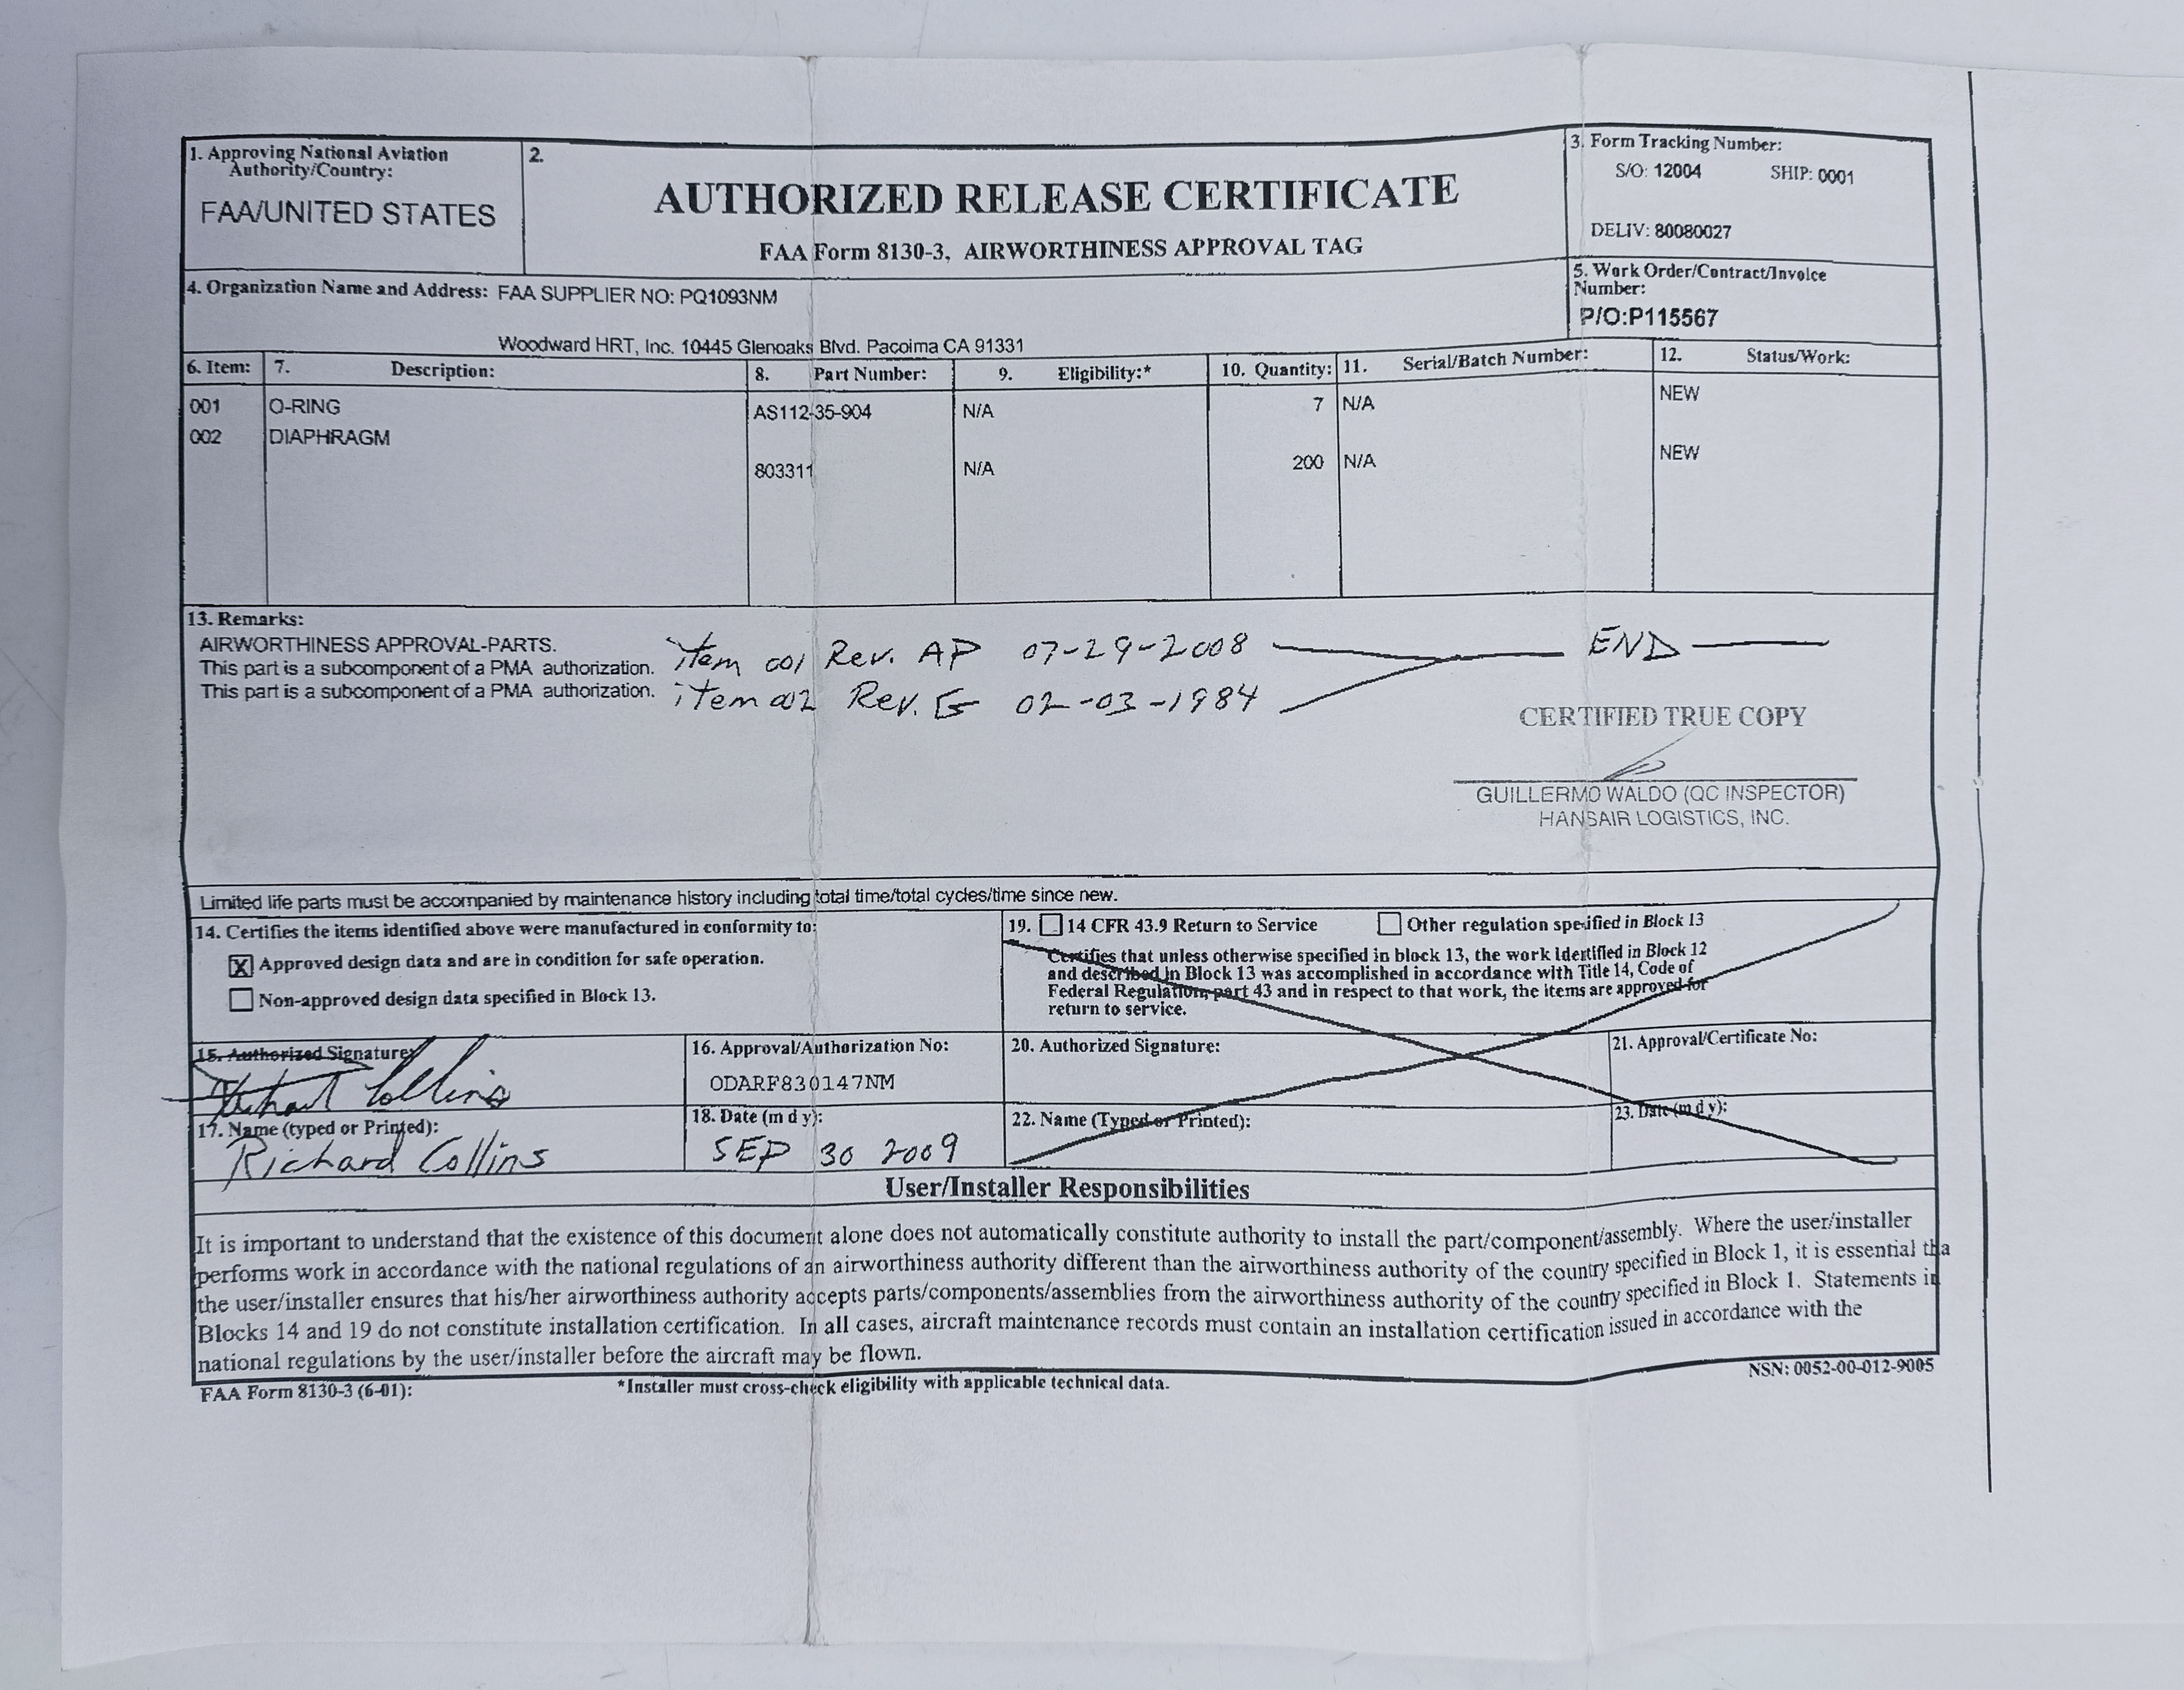 1. Approving National Aviation
Authority/Country:
FAA/UNITED STATES
2.
AUTHORIZED RELEASE CERTIFICATE
FAA Form 8130-3, AIRWORTHINESS APPROVAL TAG
3. Form Tracking Number:
S/O: 12004 SHIP: 0001
DELIV: 80080027
4. Organization Name and Address: FAA SUPPLIER NO: PQ1093NM
Woodward HRT, Inc. 10445 Glenoaks Blvd. Pacoima CA 91331
5. Work Order/Contract/Invoice
Number:
P/O:P115567
6. Item: 7. Description: 8. Part Number: 9. Eligibility:* 10. Quantity: 11. Serial/Batch Number: 12. Status/Work:
001 O-RING AS112-35-904 N/A 7 N/A NEW
002 DIAPHRAGM 803311 N/A 200 N/A NEW
13. Remarks:
AIRWORTHINESS APPROVAL-PARTS.
This part is a subcomponent of a PMA authorization. item 001 Rev. AP 07-29-2008 END
This part is a subcomponent of a PMA authorization. item 002 Rev. G 02-03-1984
CERTIFIED TRUE COPY
GUILLERMO WALDO (QC INSPECTOR)
HANSAIR LOGISTICS, INC.
Limited life parts must be accompanied by maintenance history including total time/total cycles/time since new.
14. Certifies the items identified above were manufactured in conformity to:
X Approved design data and are in condition for safe operation.
Non-approved design data specified in Block 13.
19. 14 CFR 43.9 Return to Service Other regulation specified in Block 13
Certifies that unless otherwise specified in block 13, the work identified in Block 12
and described in Block 13 was accomplished in accordance with Title 14, Code of
Federal Regulation, part 43 and in respect to that work, the items are approved for
return to service.
15. Authorized Signature:
Richard Collins
16. Approval/Authorization No:
ODARF830147NM
20. Authorized Signature:
21. Approval/Certificate No:
17. Name (typed or Printed):
Richard Collins
18. Date (m d y):
SEP 30 2009
22. Name (Typed or Printed):
23. Date (m d y):
User/Installer Responsibilities
It is important to understand that the existence of this document alone does not automatically constitute authority to install the part/component/assembly. Where the user/installer
performs work in accordance with the national regulations of an airworthiness authority different than the airworthiness authority of the country specified in Block 1, it is essential tha
the user/installer ensures that his/her airworthiness authority accepts parts/components/assemblies from the airworthiness authority of the country specified in Block 1. Statements in
Blocks 14 and 19 do not constitute installation certification. In all cases, aircraft maintenance records must contain an installation certification issued in accordance with the
national regulations by the user/installer before the aircraft may be flown.
FAA Form 8130-3 (6-01): *Installer must cross-check eligibility with applicable technical data. NSN: 0052-00-012-9005